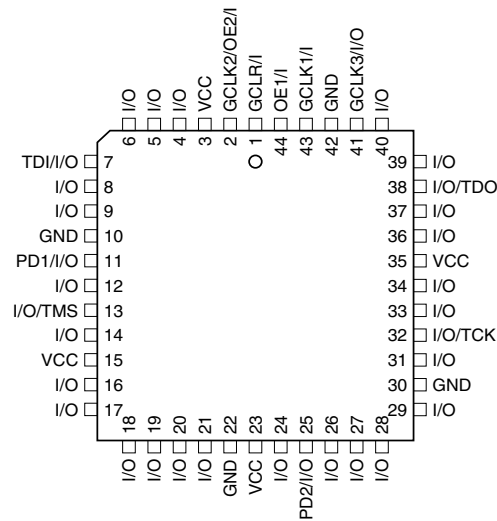 I/O
I/O
I/O
VCC
GCLK2/OE2/I
GCLR/I
OE1/I
GCLK1/I
GND
GCLK3/I/O
I/O
6
5
4
3
2
1
44
43
42
41
40
TDI/I/O 7
I/O 8
I/O 9
GND 10
PD1/I/O 11
I/O 12
I/O/TMS 13
I/O 14
VCC 15
I/O 16
I/O 17
39 I/O
38 I/O/TDO
37 I/O
36 I/O
35 VCC
34 I/O
33 I/O
32 I/O/TCK
31 I/O
30 GND
29 I/O
18
19
20
21
22
23
24
25
26
27
28
I/O
I/O
I/O
I/O
GND
VCC
I/O
PD2/I/O
I/O
I/O
I/O